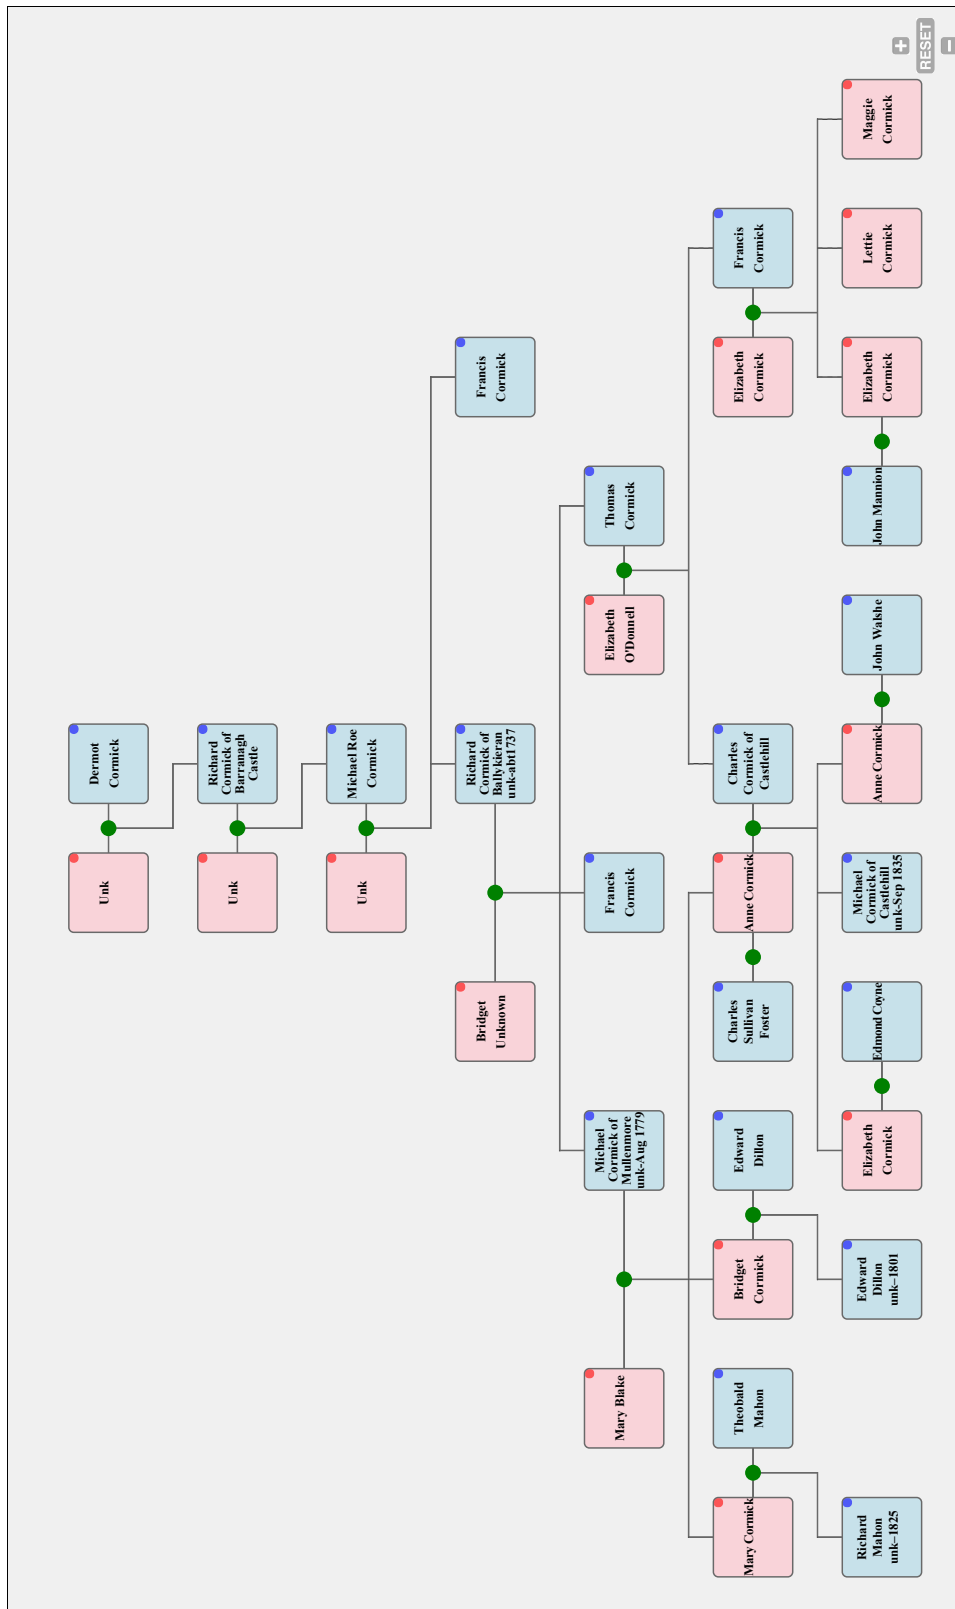 +
RESET
−
Dermot
Cormick
Unk
Richard
Cormick of
Barranagh
Castle
Unk
Michael Roe
Cormick
Unk
Francis
Cormick
Richard
Cormick of
Ballykieran
unk-abt1737
Bridget
Unknown
Thomas
Cormick
Elizabeth
O'Donnell
Francis
Cormick
Michael
Cormick of
Mullenmore
unk-Aug 1779
Mary Blake
Francis
Cormick
Elizabeth
Cormick
Charles
Cormick of
Castlehill
Anne Cormick
Charles
Sullivan
Foster
Edward
Dillon
Bridget
Cormick
Theobald
Mahon
Mary Cormick
Maggie
Cormick
Lettie
Cormick
Elizabeth
Cormick
John Mannion
John Walshe
Anne Cormick
Michael
Cormick of
Castlehill
unk-Sep 1835
Edmond Coyne
Elizabeth
Cormick
Edward
Dillon
unk–1801
Richard
Mahon
unk–1825